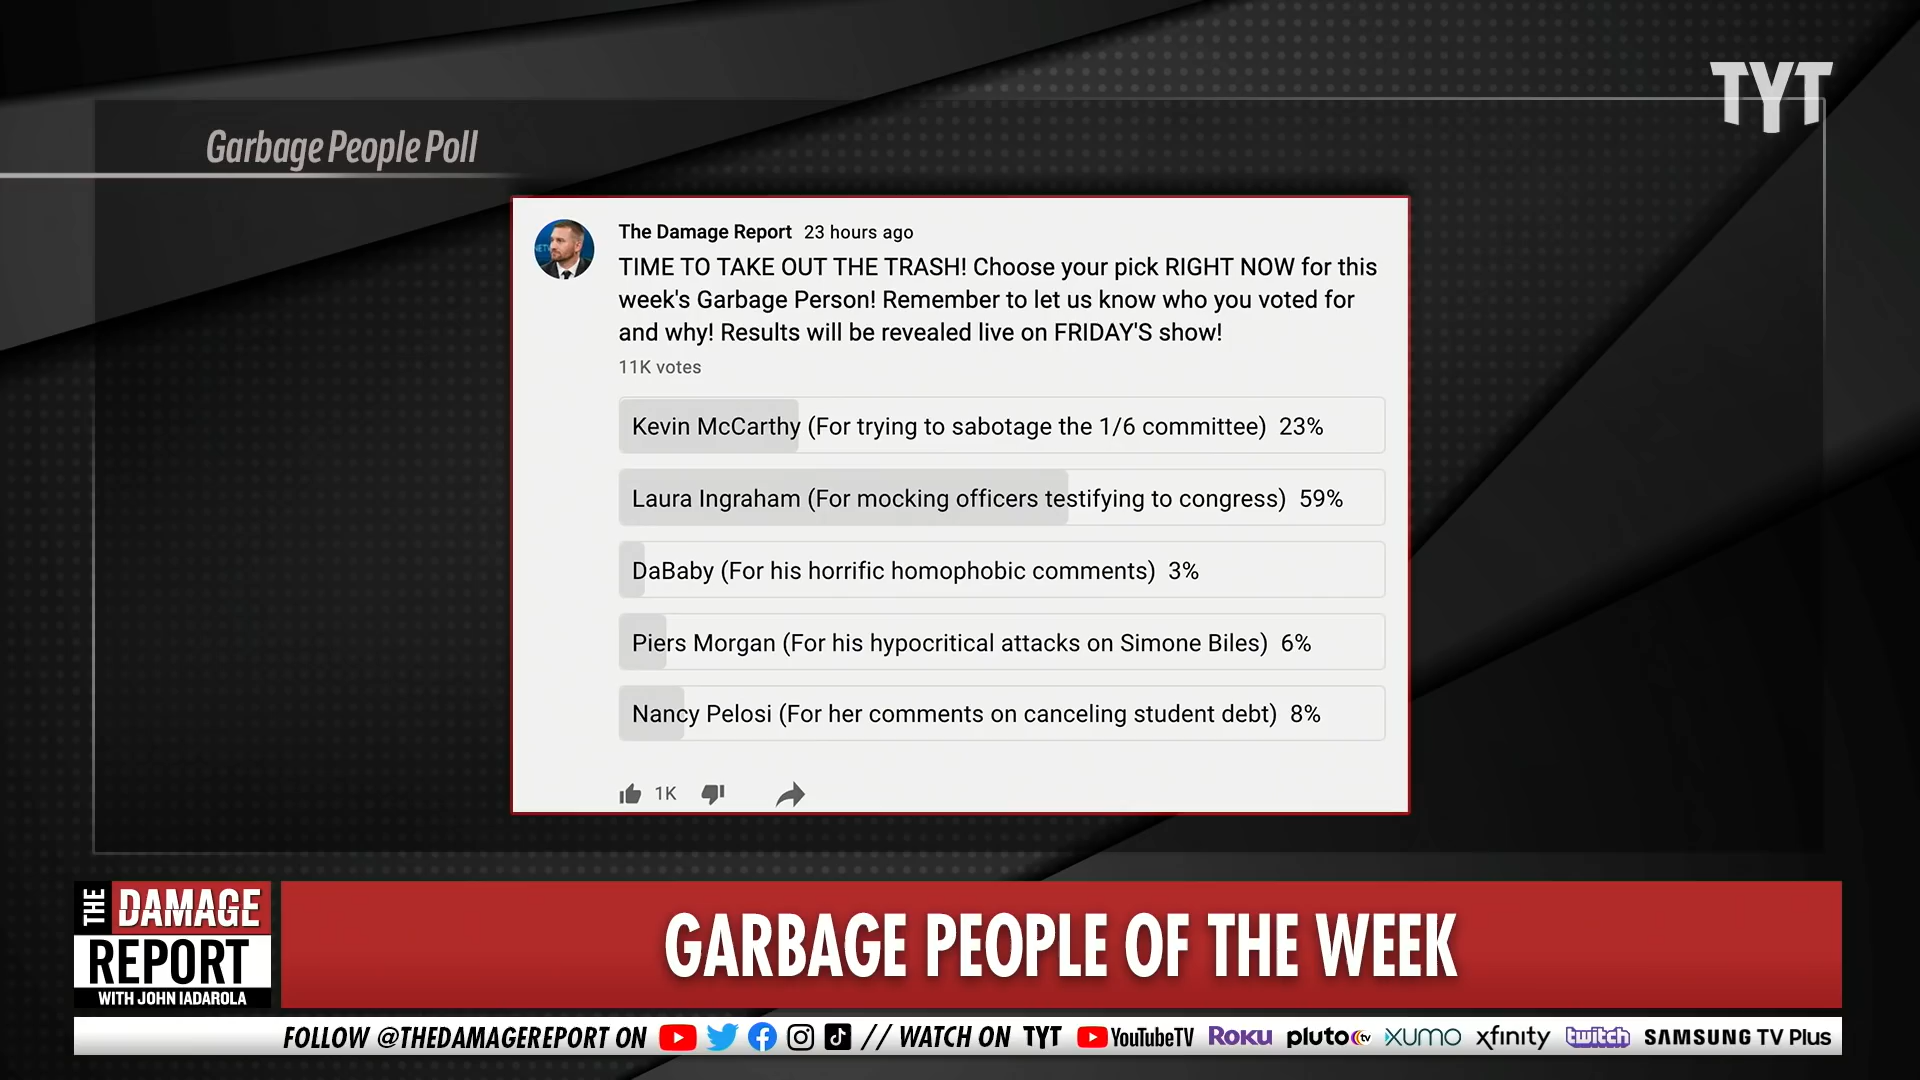 TYT
Garbage People Poll
The Damage Report 23 hours ago
TIME TO TAKE OUT THE TRASH! Choose your pick RIGHT NOW for this
week's Garbage Person! Remember to let us know who you voted for
and why! Results will be revealed live on FRIDAY'S show!
11K votes
Kevin McCarthy (For trying to sabotage the 1/6 committee) 23%
Laura Ingraham (For mocking officers testifying to congress) 59%
DaBaby (For his horrific homophobic comments) 3%
Piers Morgan (For his hypocritical attacks on Simone Biles) 6%
Nancy Pelosi (For her comments on canceling student debt) 8%
1K
THE DAMAGE
REPORT
WITH JOHN IADAROLA
GARBAGE PEOPLE OF THE WEEK
FOLLOW @THEDAMAGEREPORT ON // WATCH ON TYT YouTubeTV ROKU pluto tv XUMO xfinity twitch SAMSUNG TV Plus